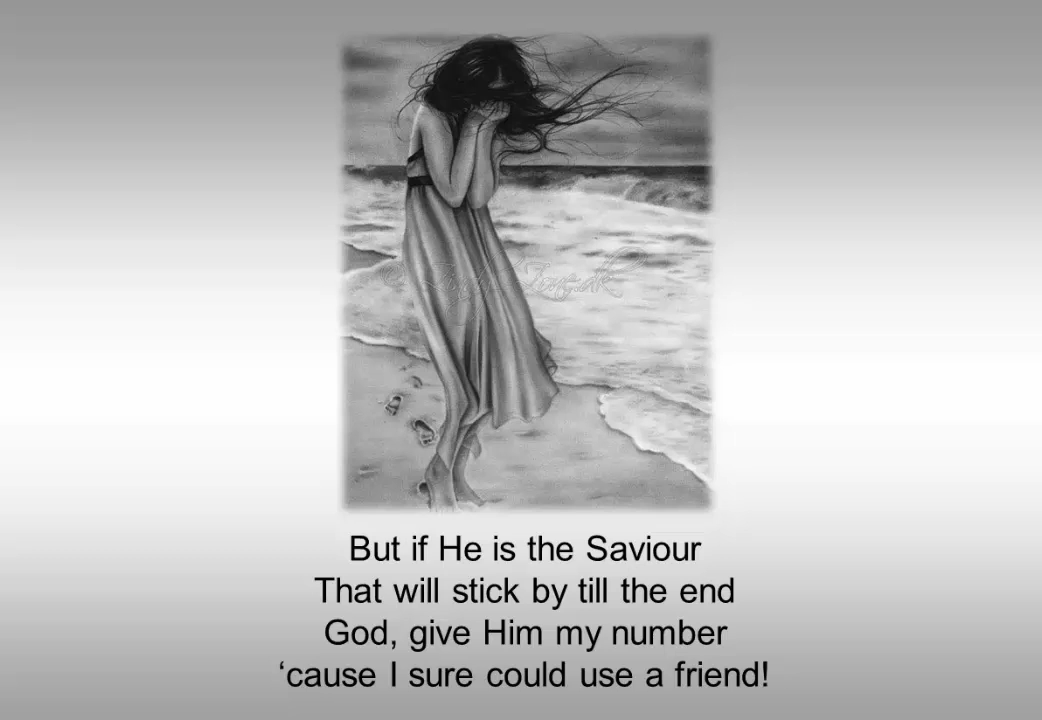 But if He is the Saviour
That will stick by till the end
God, give Him my number
‘cause I sure could use a friend!